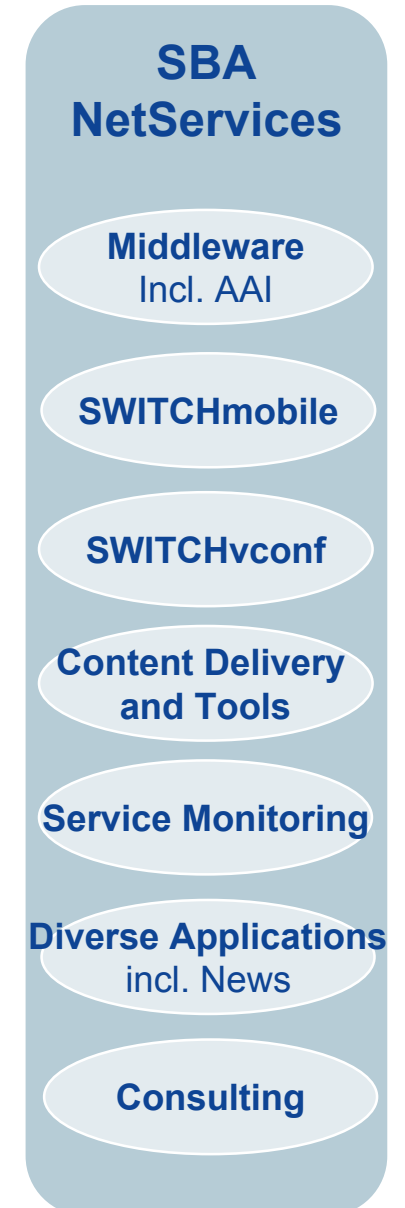 SBA
NetServices
Middleware
Incl. AAI
SWITCHmobile
SWITCHvconf
Content Delivery
and Tools
Service Monitoring
Diverse Applications
incl. News
Consulting